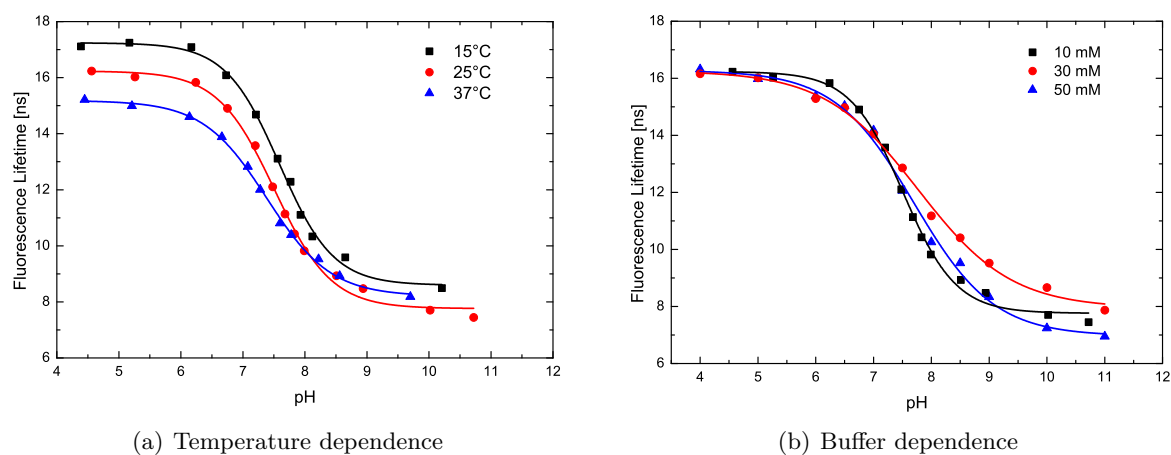 18
16
14
12
10
8
6
4 5 6 7 8 9 10 11 12
Fluorescence Lifetime [ns]
pH
15°C
25°C
37°C
(a) Temperature dependence
18
16
14
12
10
8
6
4 5 6 7 8 9 10 11 12
Fluorescence Lifetime [ns]
pH
10 mM
30 mM
50 mM
(b) Buffer dependence